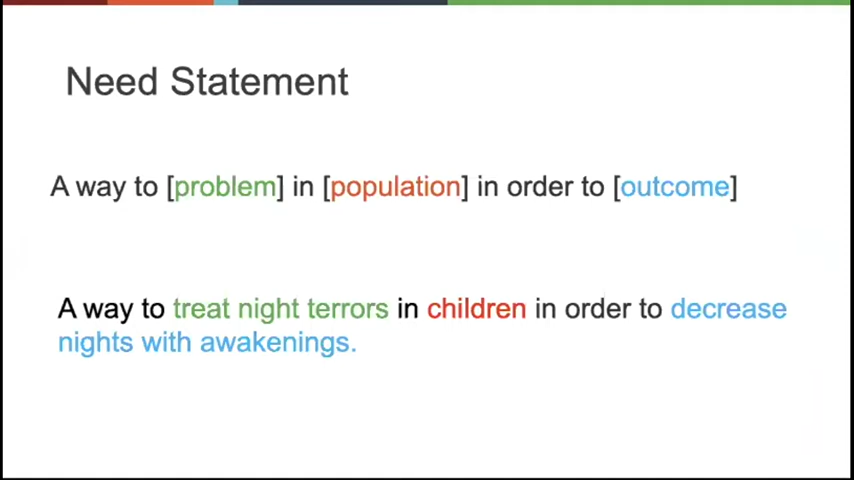 Need Statement
A way to [problem] in [population] in order to [outcome]
A way to treat night terrors in children in order to decrease
nights with awakenings.